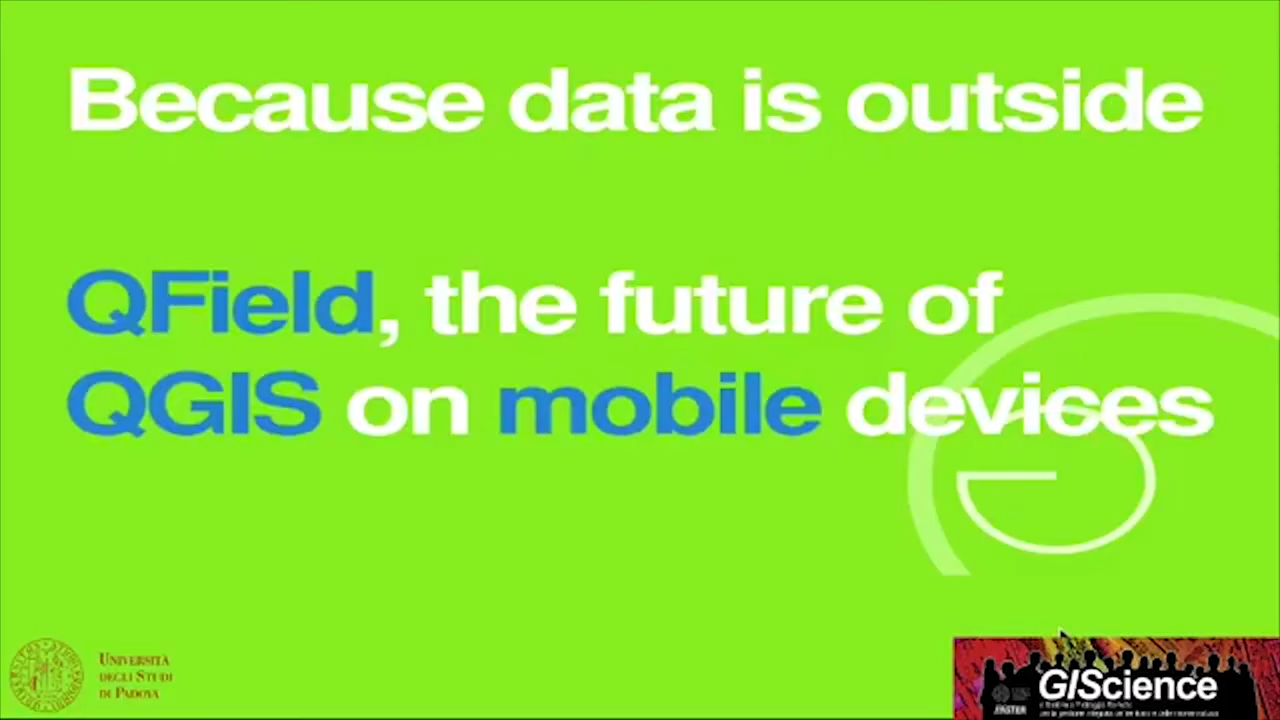 Because data is outside
QField, the future of
QGIS on mobile devices
UNIVERSITÀ
DEGLI STUDI
DI PADOVA
GIScience